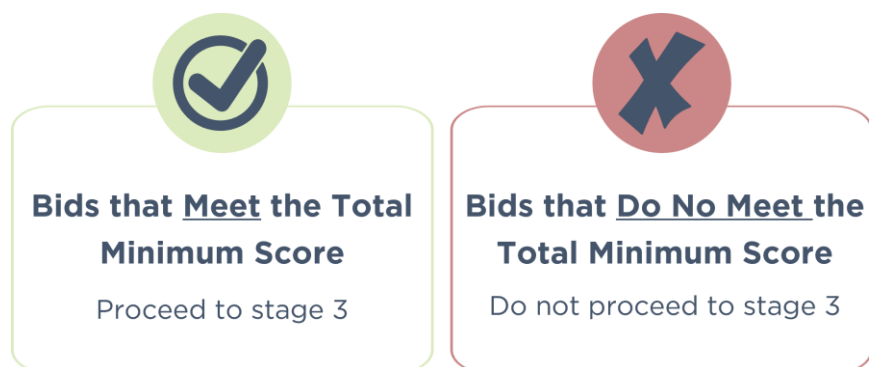 Bids that Meet the Total
Minimum Score
Proceed to stage 3
Bids that Do No Meet the
Total Minimum Score
Do not proceed to stage 3